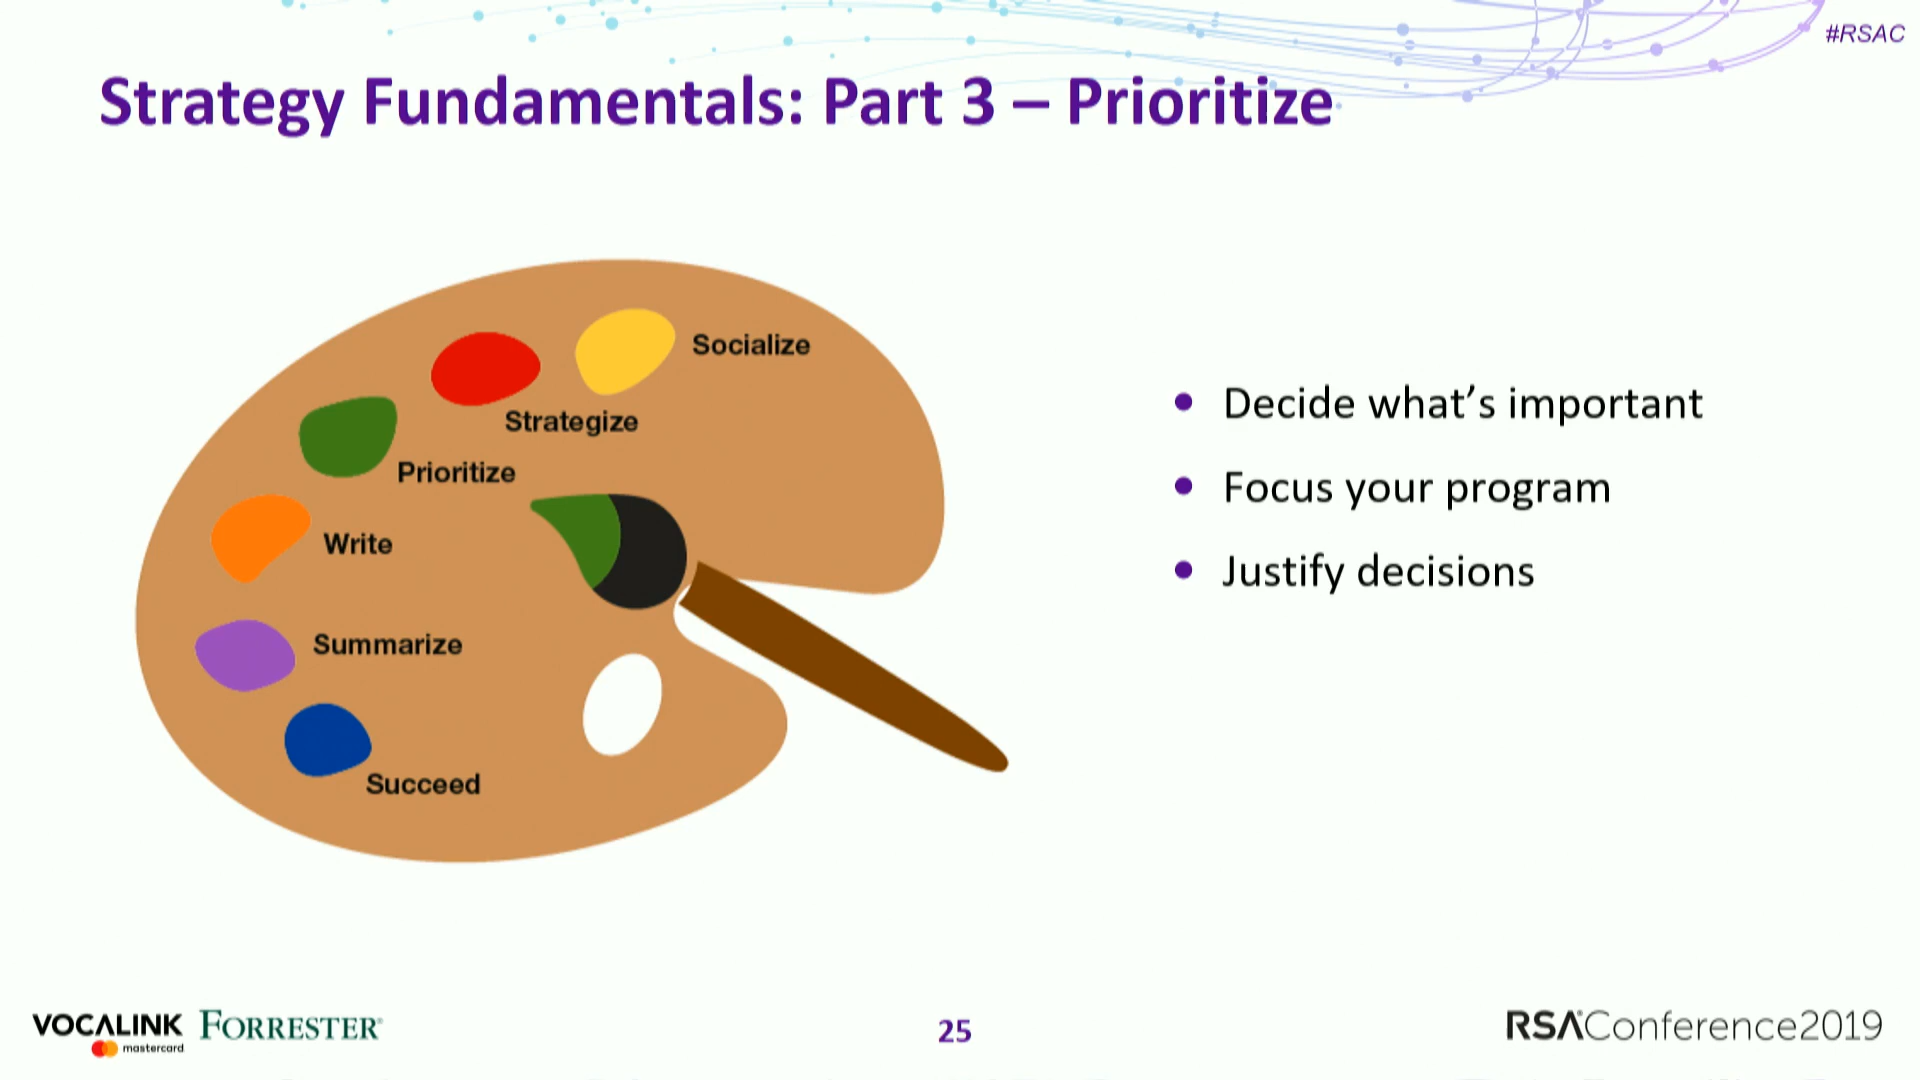 #RSAC
Strategy Fundamentals: Part 3 – Prioritize
Socialize
Strategize
Prioritize
Write
Summarize
Succeed
• Decide what’s important
• Focus your program
• Justify decisions
VOCALINK
mastercard
FORRESTER®
25
RSAConference2019